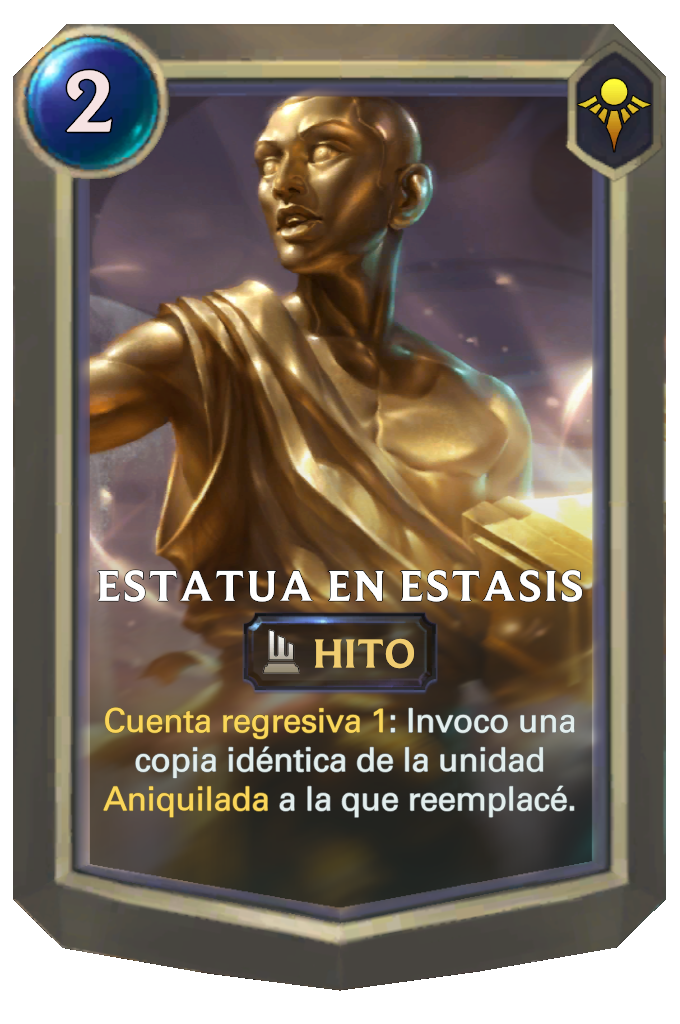 2
ESTATUA EN ESTASIS
HITO
Cuenta regresiva 1: Invoco una
copia idéntica de la unidad
Aniquilada a la que reemplacé.